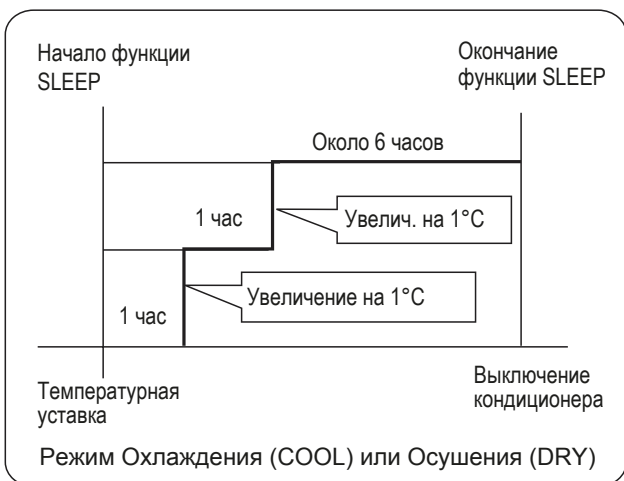 Начало функции
SLEEP
Окончание
функции SLEEP
Около 6 часов
1 час
Увелич. на 1°C
Увеличение на 1°C
1 час
Температурная
уставка
Выключение
кондиционера
Режим Охлаждения (COOL) или Осушения (DRY)